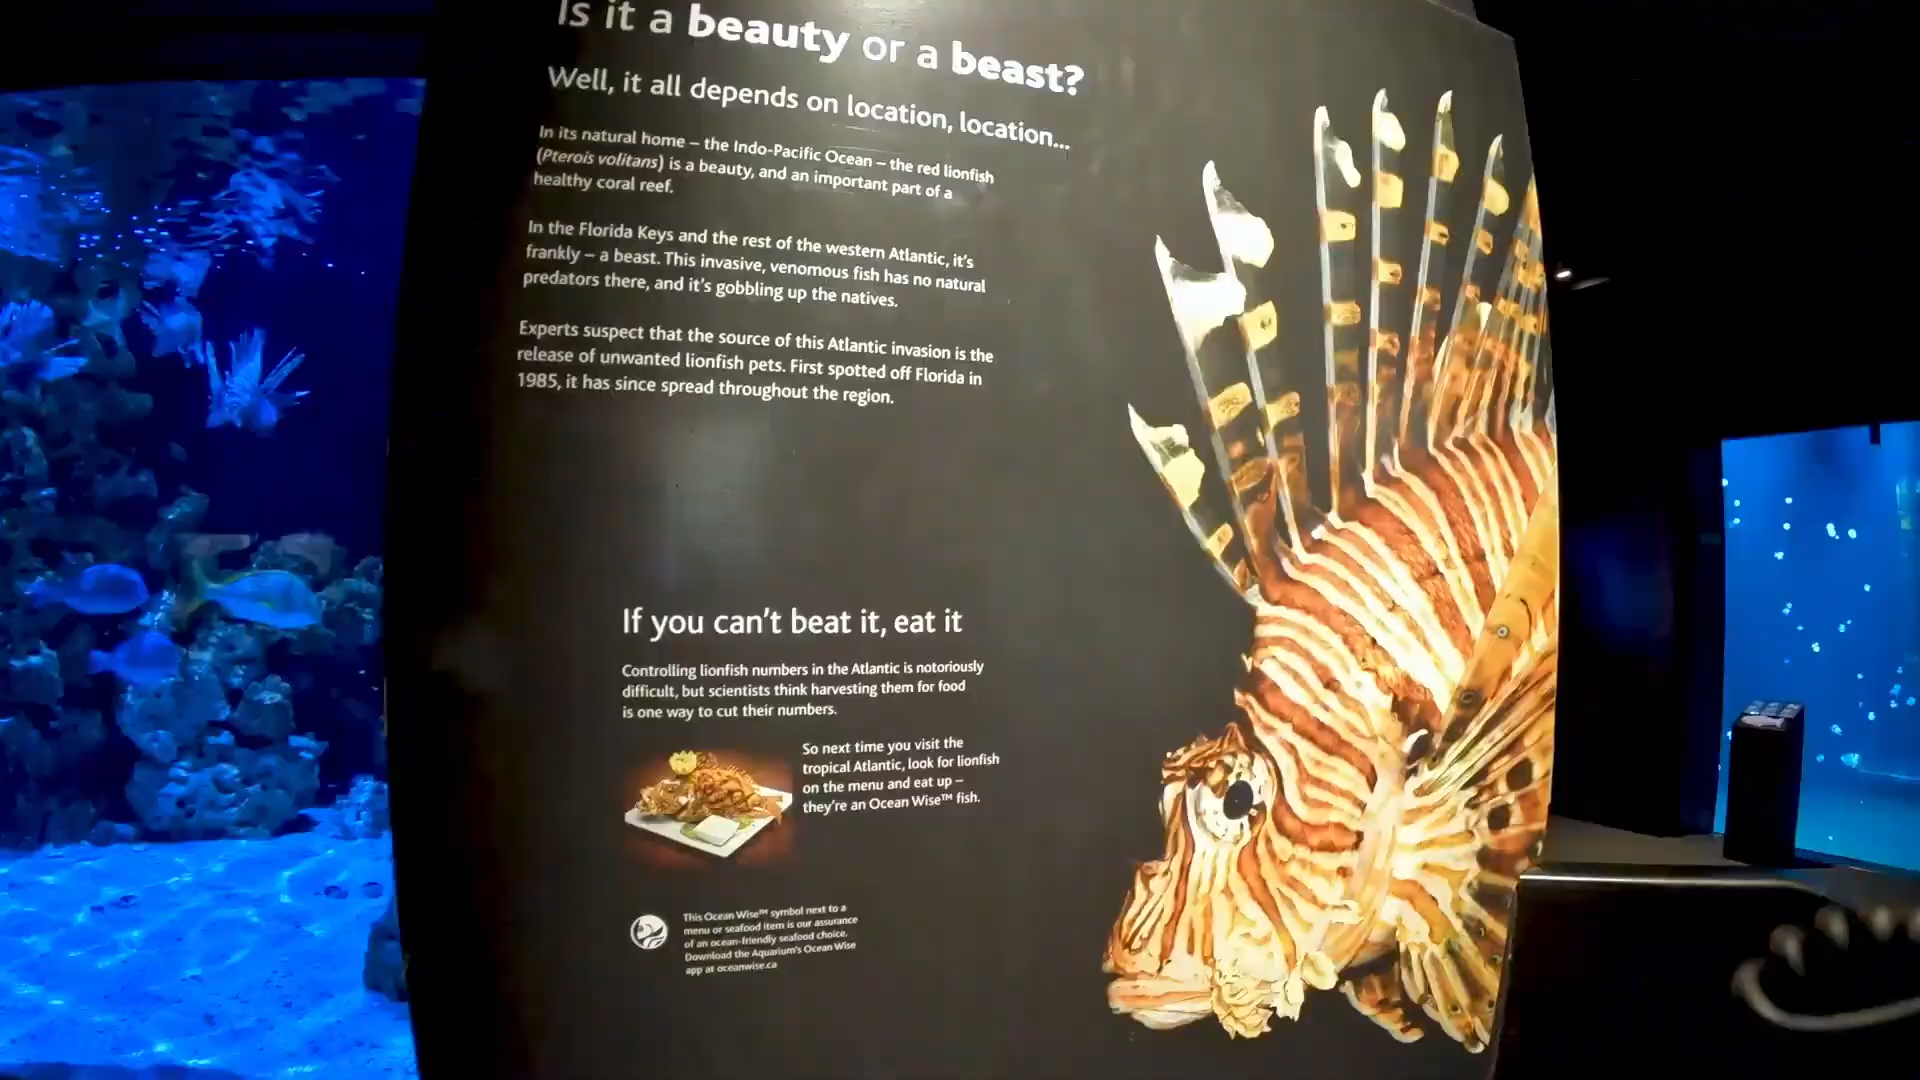 Is it a beauty or a beast?
Well, it all depends on location, location...
In its natural home – the Indo-Pacific Ocean – the red lionfish
(Pterois volitans) is a beauty, and an important part of a
healthy coral reef.
In the Florida Keys and the rest of the western Atlantic, it's
frankly – a beast. This invasive, venomous fish has no natural
predators there, and it's gobbling up the natives.
Experts suspect that the source of this Atlantic invasion is the
release of unwanted lionfish pets. First spotted off Florida in
1985, it has since spread throughout the region.
If you can't beat it, eat it
Controlling lionfish numbers in the Atlantic is notoriously
difficult, but scientists think harvesting them for food
is one way to cut their numbers.
So next time you visit the
tropical Atlantic, look for lionfish
on the menu and eat up –
they're an Ocean Wise™ fish.
This Ocean Wise™ symbol next to a
menu or seafood item is our assurance
of an ocean-friendly seafood choice.
Download the Aquarium's Ocean Wise
app at oceanwise.ca